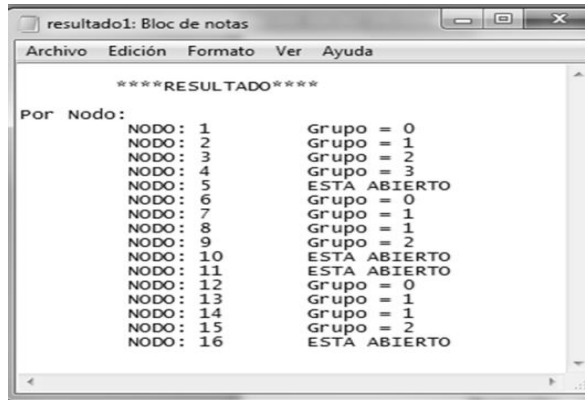 resultado1: Bloc de notas
Archivo Edición Formato Ver Ayuda
****RESULTADO****
Por Nodo:
NODO: 1 Grupo = 0
NODO: 2 Grupo = 1
NODO: 3 Grupo = 2
NODO: 4 Grupo = 3
NODO: 5 ESTA ABIERTO
NODO: 6 Grupo = 0
NODO: 7 Grupo = 1
NODO: 8 Grupo = 1
NODO: 9 Grupo = 2
NODO: 10 ESTA ABIERTO
NODO: 11 ESTA ABIERTO
NODO: 12 Grupo = 0
NODO: 13 Grupo = 1
NODO: 14 Grupo = 1
NODO: 15 Grupo = 2
NODO: 16 ESTA ABIERTO